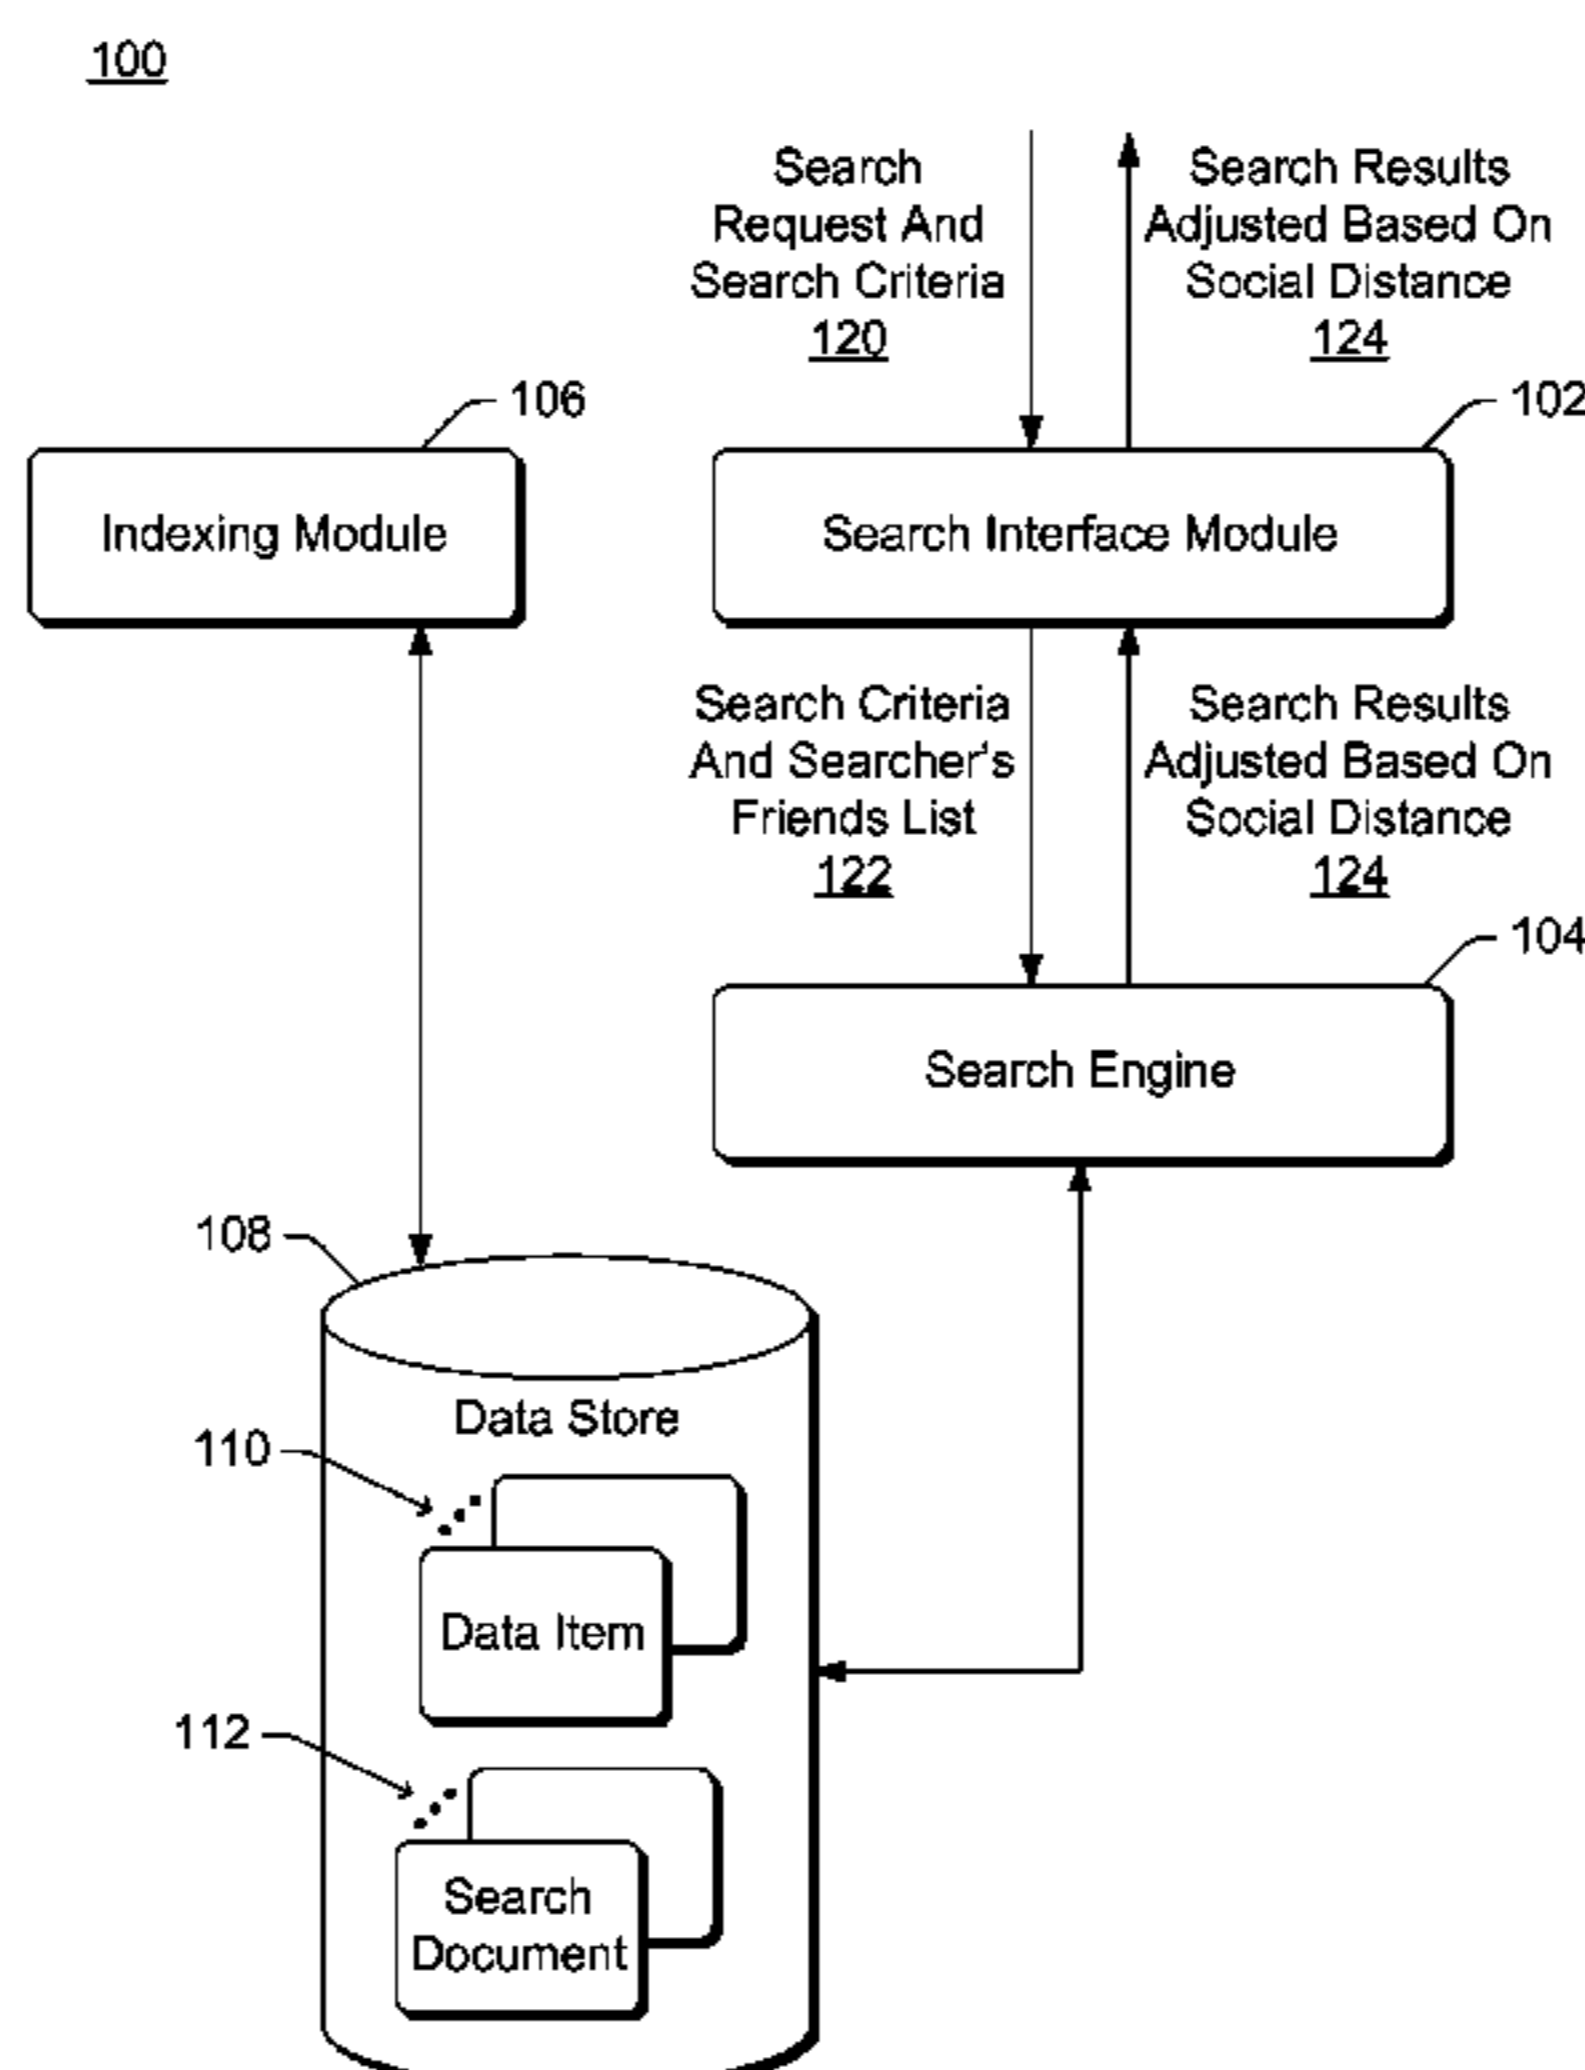 100
Search
Request And
Search Criteria
120
Search Results
Adjusted Based On
Social Distance
124
106
102
Indexing Module
Search Interface Module
Search Criteria
And Searcher's
Friends List
122
Search Results
Adjusted Based On
Social Distance
124
104
Search Engine
108
Data Store
110
Data Item
112
Search
Document